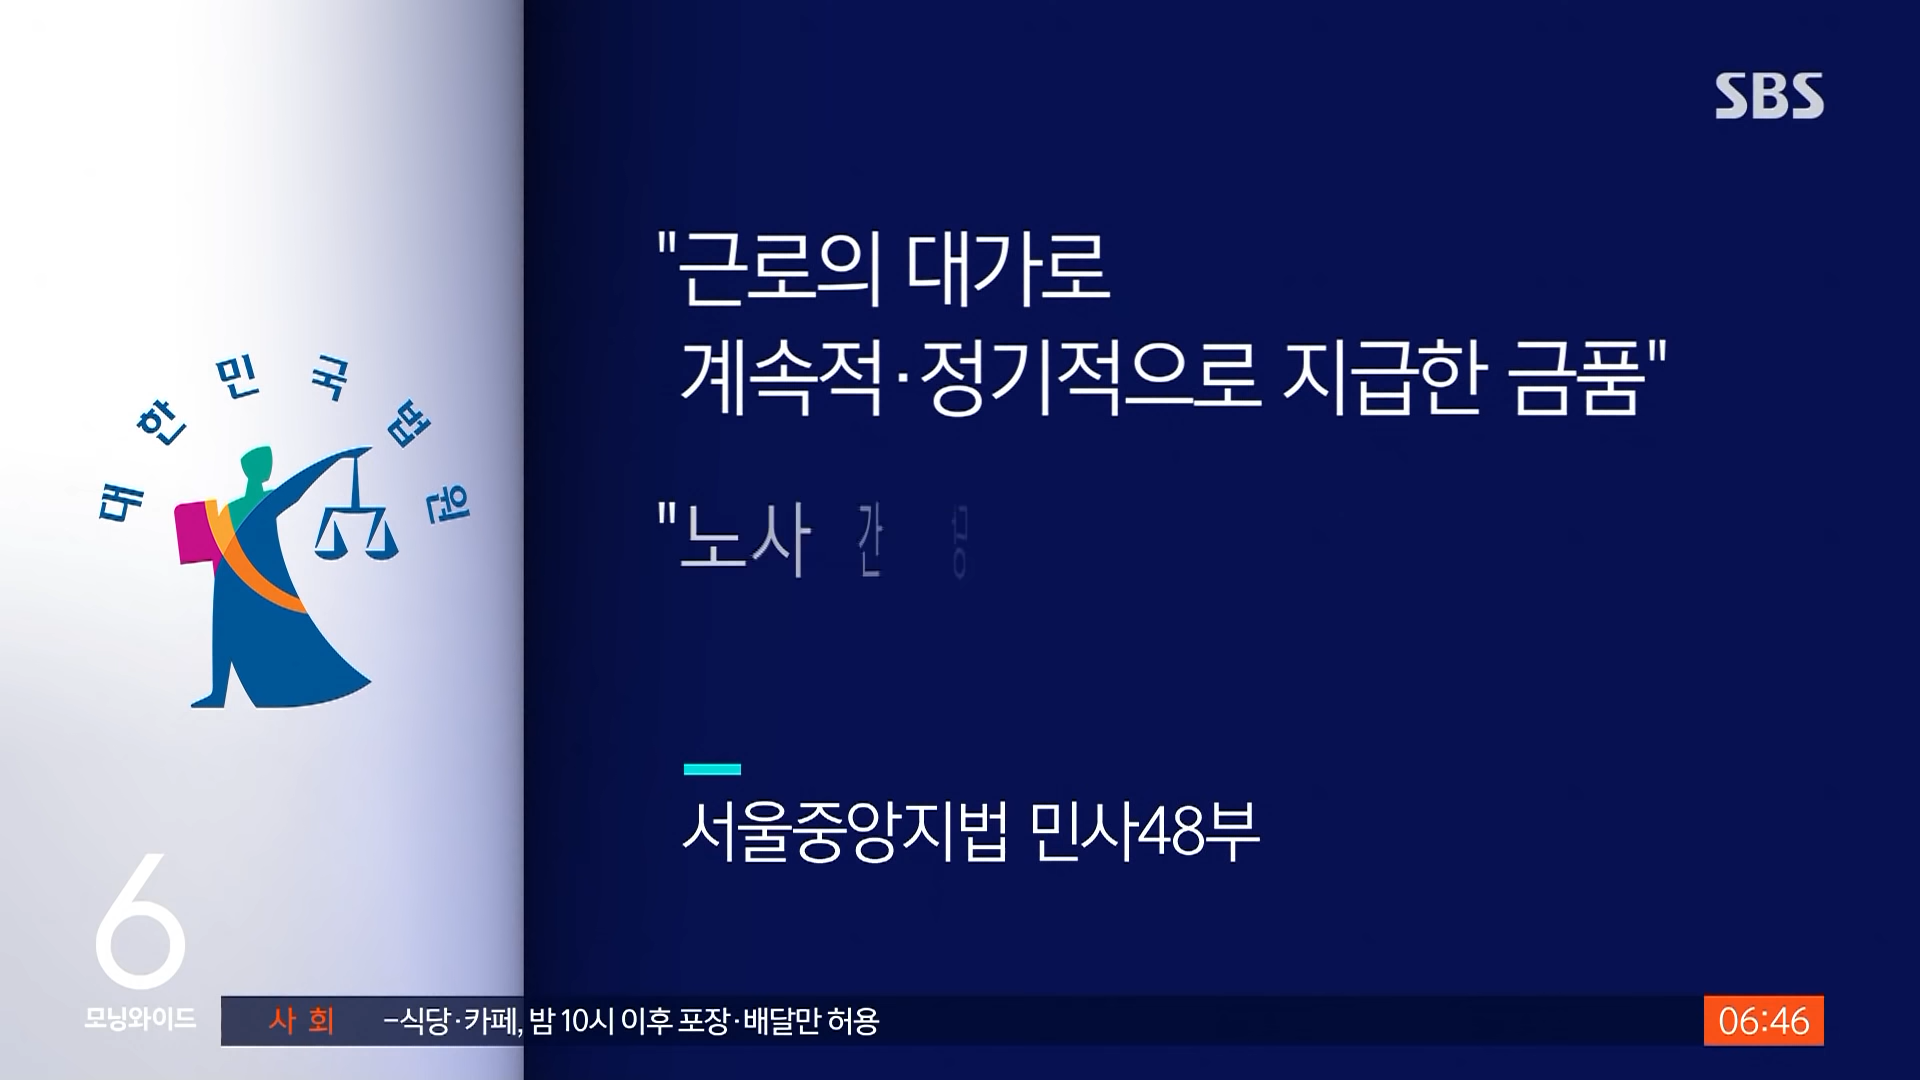 SBS
"근로의 대가로
계속적·정기적으로 지급한 금품"
"노사 간
대한민국법원
서울중앙지법 민사48부
6
모닝와이드
사회 -식당·카페, 밤 10시 이후 포장·배달만 허용
06:46